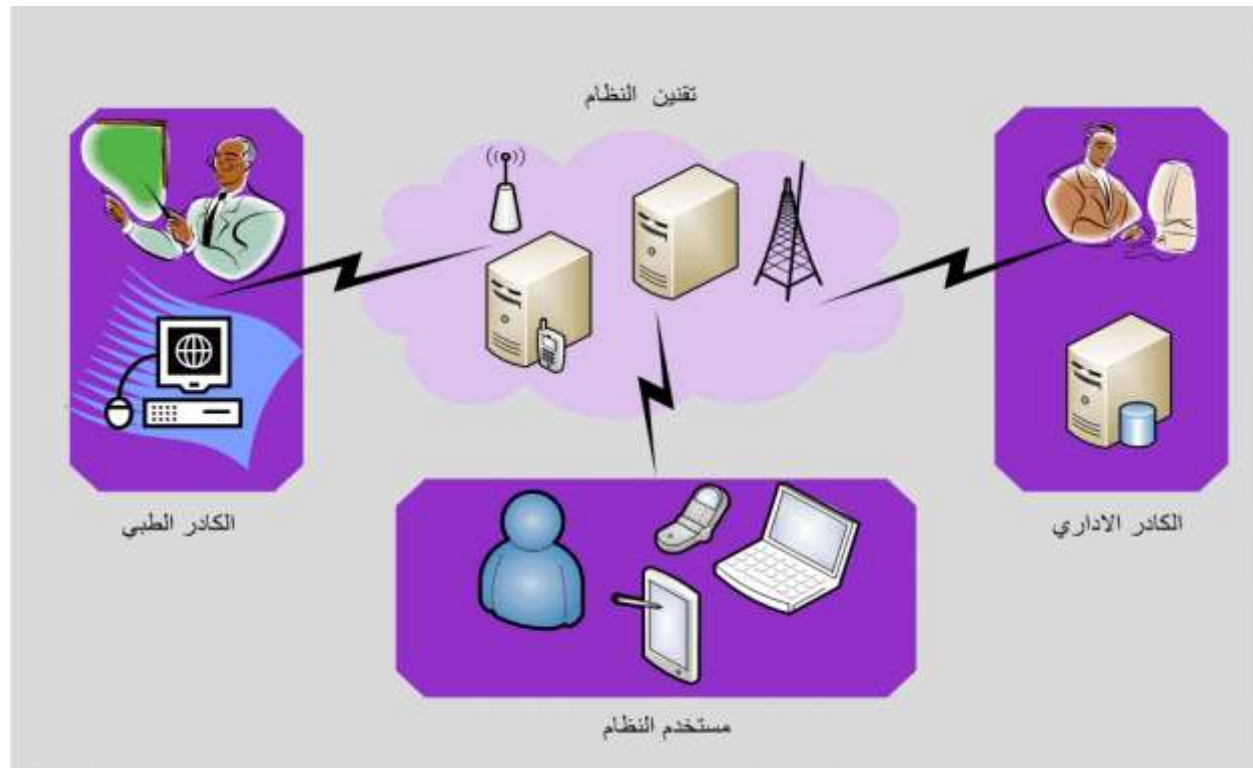 تقنين النظام
الكادر الطبي
الكادر الاداري
مستخدم النظام